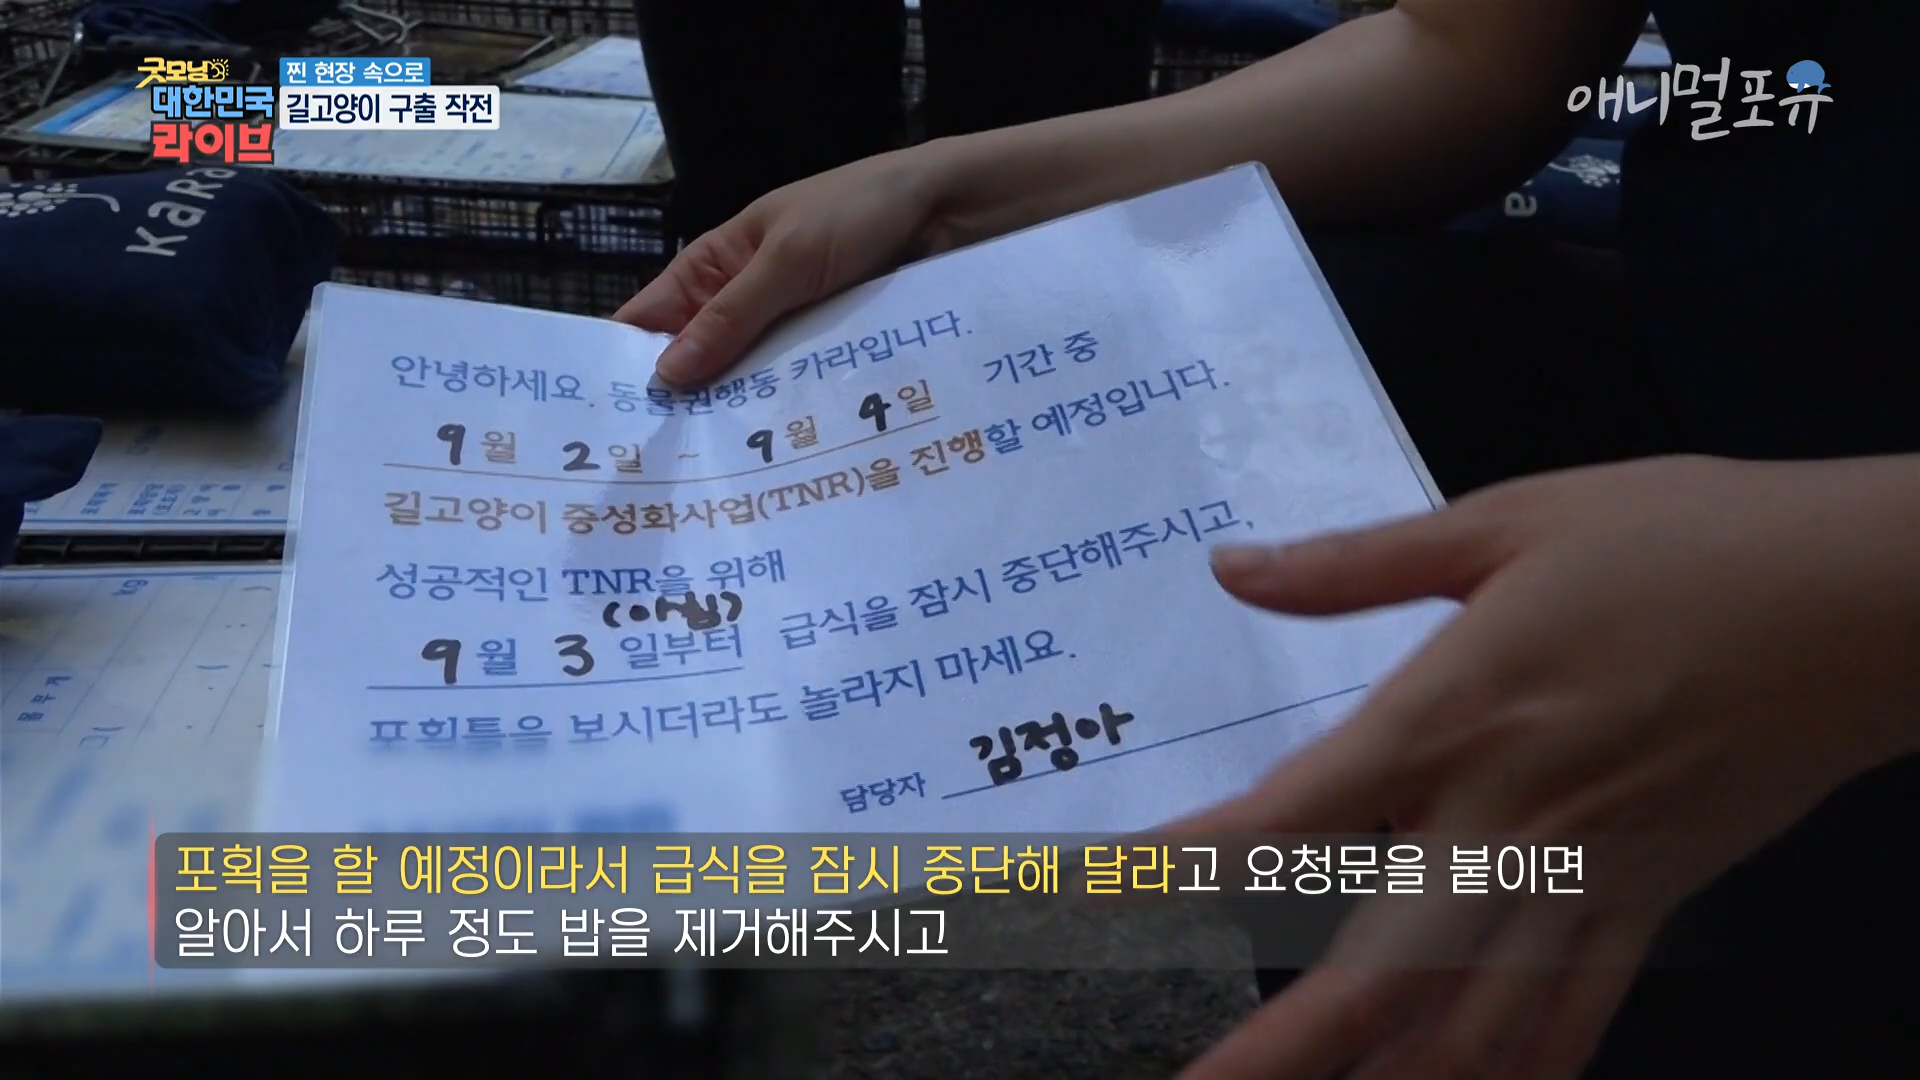 굿모닝
대한민국
라이브
찐 현장 속으로
길고양이 구출 작전
애니멀포유
KaRa
a
안녕하세요. 동물권행동 카라입니다.
9월 2일 ~ 9월 4일 기간 중
길고양이 중성화사업(TNR)을 진행할 예정입니다.
성공적인 TNR을 위해
(아침)
9월 3일부터 급식을 잠시 중단해주시고,
포획틀을 보시더라도 놀라지 마세요.
담당자 김정아
kg
몸무게
포획을 할 예정이라서 급식을 잠시 중단해 달라고 요청문을 붙이면
알아서 하루 정도 밥을 제거해주시고